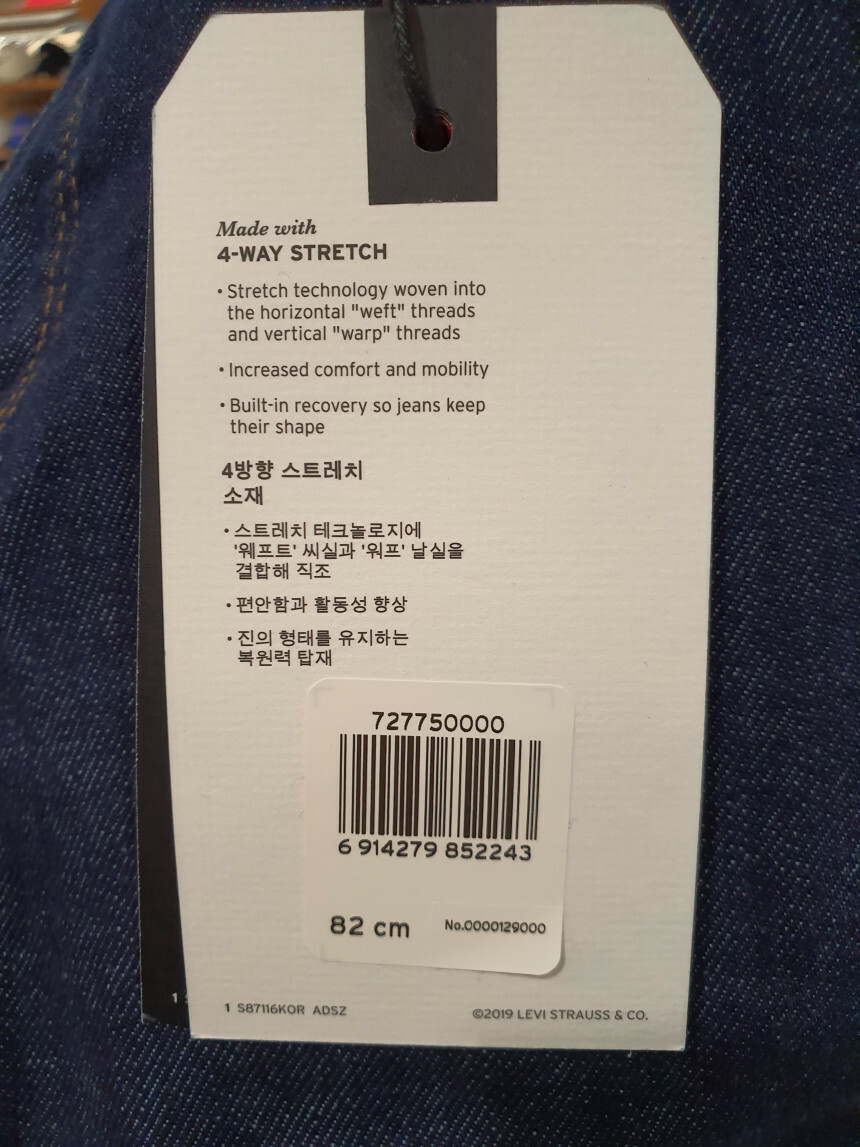 Made with
4-WAY STRETCH
• Stretch technology woven into
the horizontal "weft" threads
and vertical "warp" threads
• Increased comfort and mobility
• Built-in recovery so jeans keep
their shape
4방향 스트레치
소재
• 스트레치 테크놀로지에
'웨프트' 씨실과 '워프' 날실을
결합해 직조
• 편안함과 활동성 향상
• 진의 형태를 유지하는
복원력 탑재
727750000
6 914279 852243
82 cm No.0000129000
1 S87116KOR ADSZ ©2019 LEVI STRAUSS & CO.